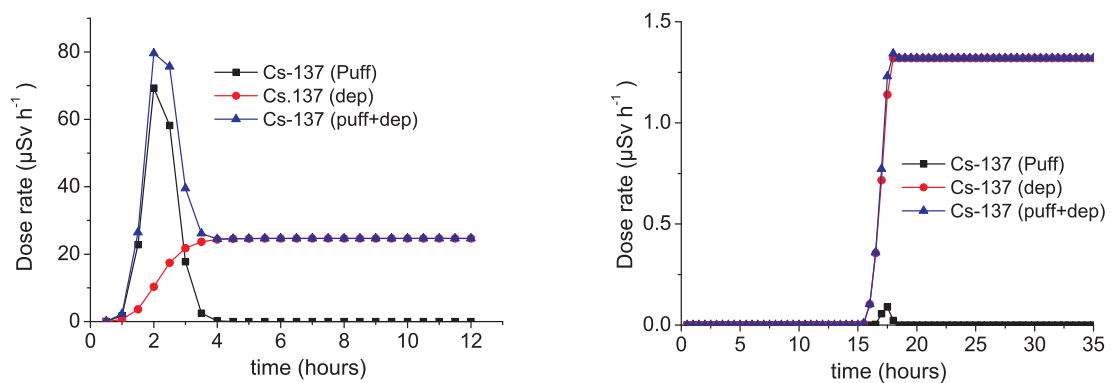 Dose rate (µSv h⁻¹)
80
60
40
20
0
Cs-137 (Puff)
Cs.137 (dep)
Cs-137 (puff+dep)
0 2 4 6 8 10 12
time (hours)
Dose rate (µSv h⁻¹)
1.5
1.0
0.5
0.0
Cs-137 (Puff)
Cs-137 (dep)
Cs-137 (puff+dep)
0 5 10 15 20 25 30 35
time (hours)